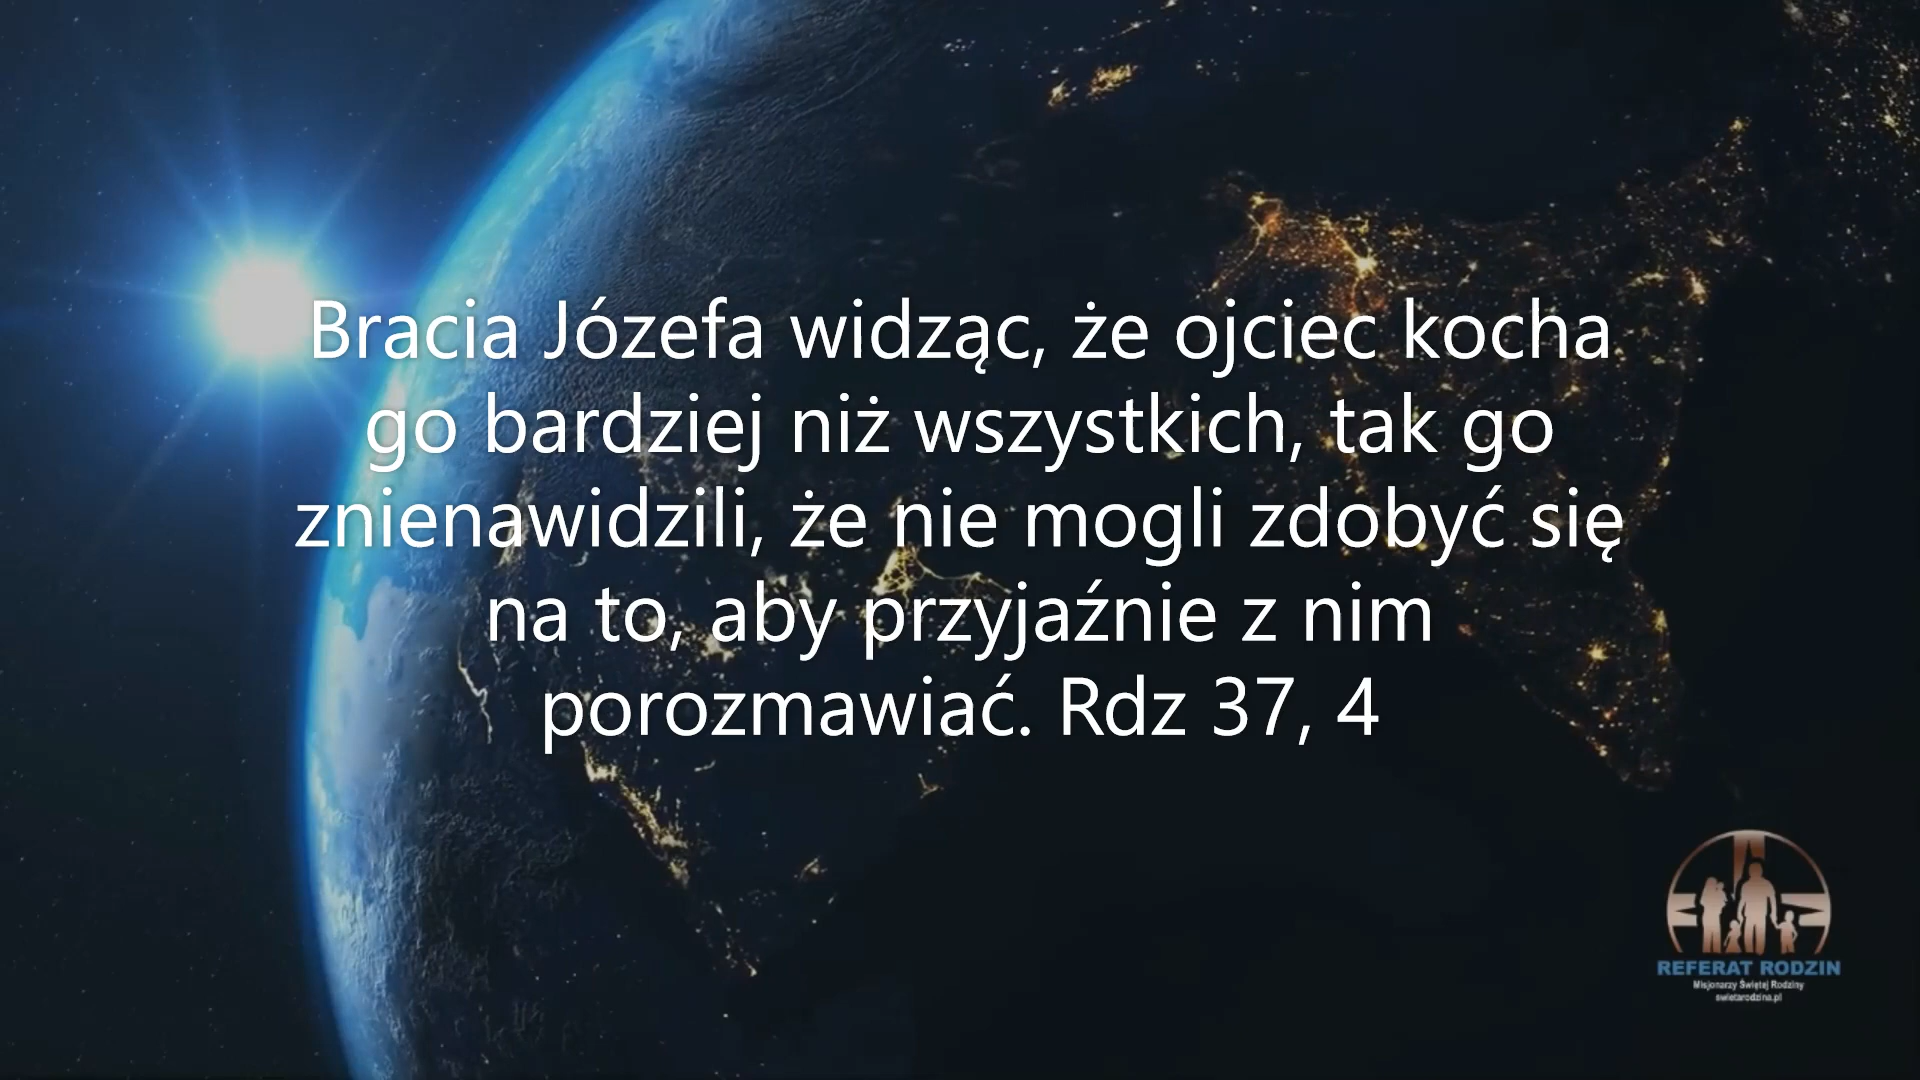 Bracia Józefa widząc, że ojciec kocha
go bardziej niż wszystkich, tak go
znienawidzili, że nie mogli zdobyć się
na to, aby przyjaźnie z nim
porozmawiać. Rdz 37, 4
REFERAT RODZIN
Misjonarzy Świętej Rodziny
swietarodzina.pl